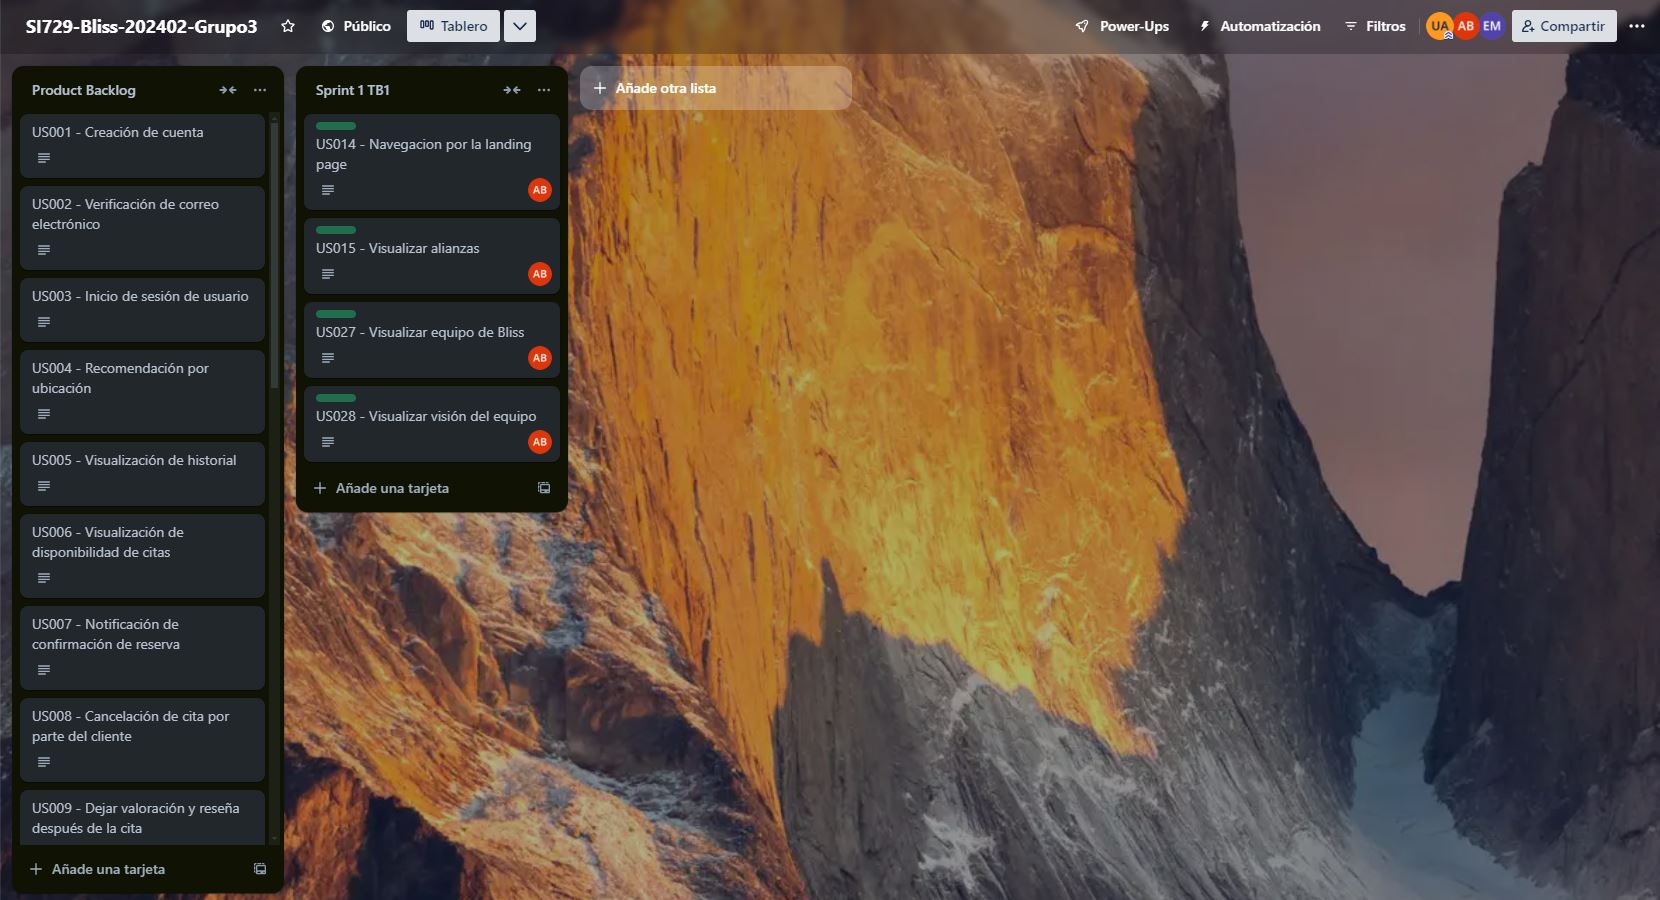 SI729-Bliss-202402-Grupo3
Público
Tablero
Power-Ups
Automatización
Filtros
UA
AB
EM
Compartir
Product Backlog
US001 - Creación de cuenta
US002 - Verificación de correo
electrónico
US003 - Inicio de sesión de usuario
US004 - Recomendación por
ubicación
US005 - Visualización de historial
US006 - Visualización de
disponibilidad de citas
US007 - Notificación de
confirmación de reserva
US008 - Cancelación de cita por
parte del cliente
US009 - Dejar valoración y reseña
después de la cita
Añade una tarjeta
Sprint 1 TB1
US014 - Navegacion por la landing
page
AB
US015 - Visualizar alianzas
AB
US027 - Visualizar equipo de Bliss
AB
US028 - Visualizar visión del equipo
AB
Añade una tarjeta
Añade otra lista